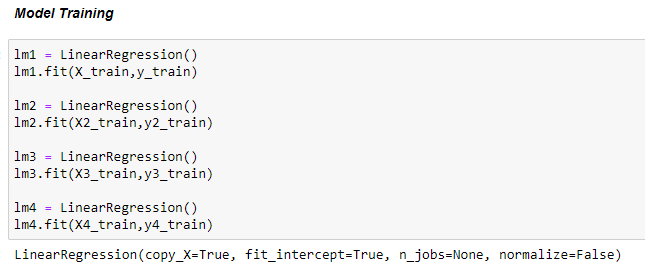 Model Training
lm1 = LinearRegression()
lm1.fit(X_train,y_train)
lm2 = LinearRegression()
lm2.fit(X2_train,y2_train)
lm3 = LinearRegression()
lm3.fit(X3_train,y3_train)
lm4 = LinearRegression()
lm4.fit(X4_train,y4_train)
LinearRegression(copy_X=True, fit_intercept=True, n_jobs=None, normalize=False)